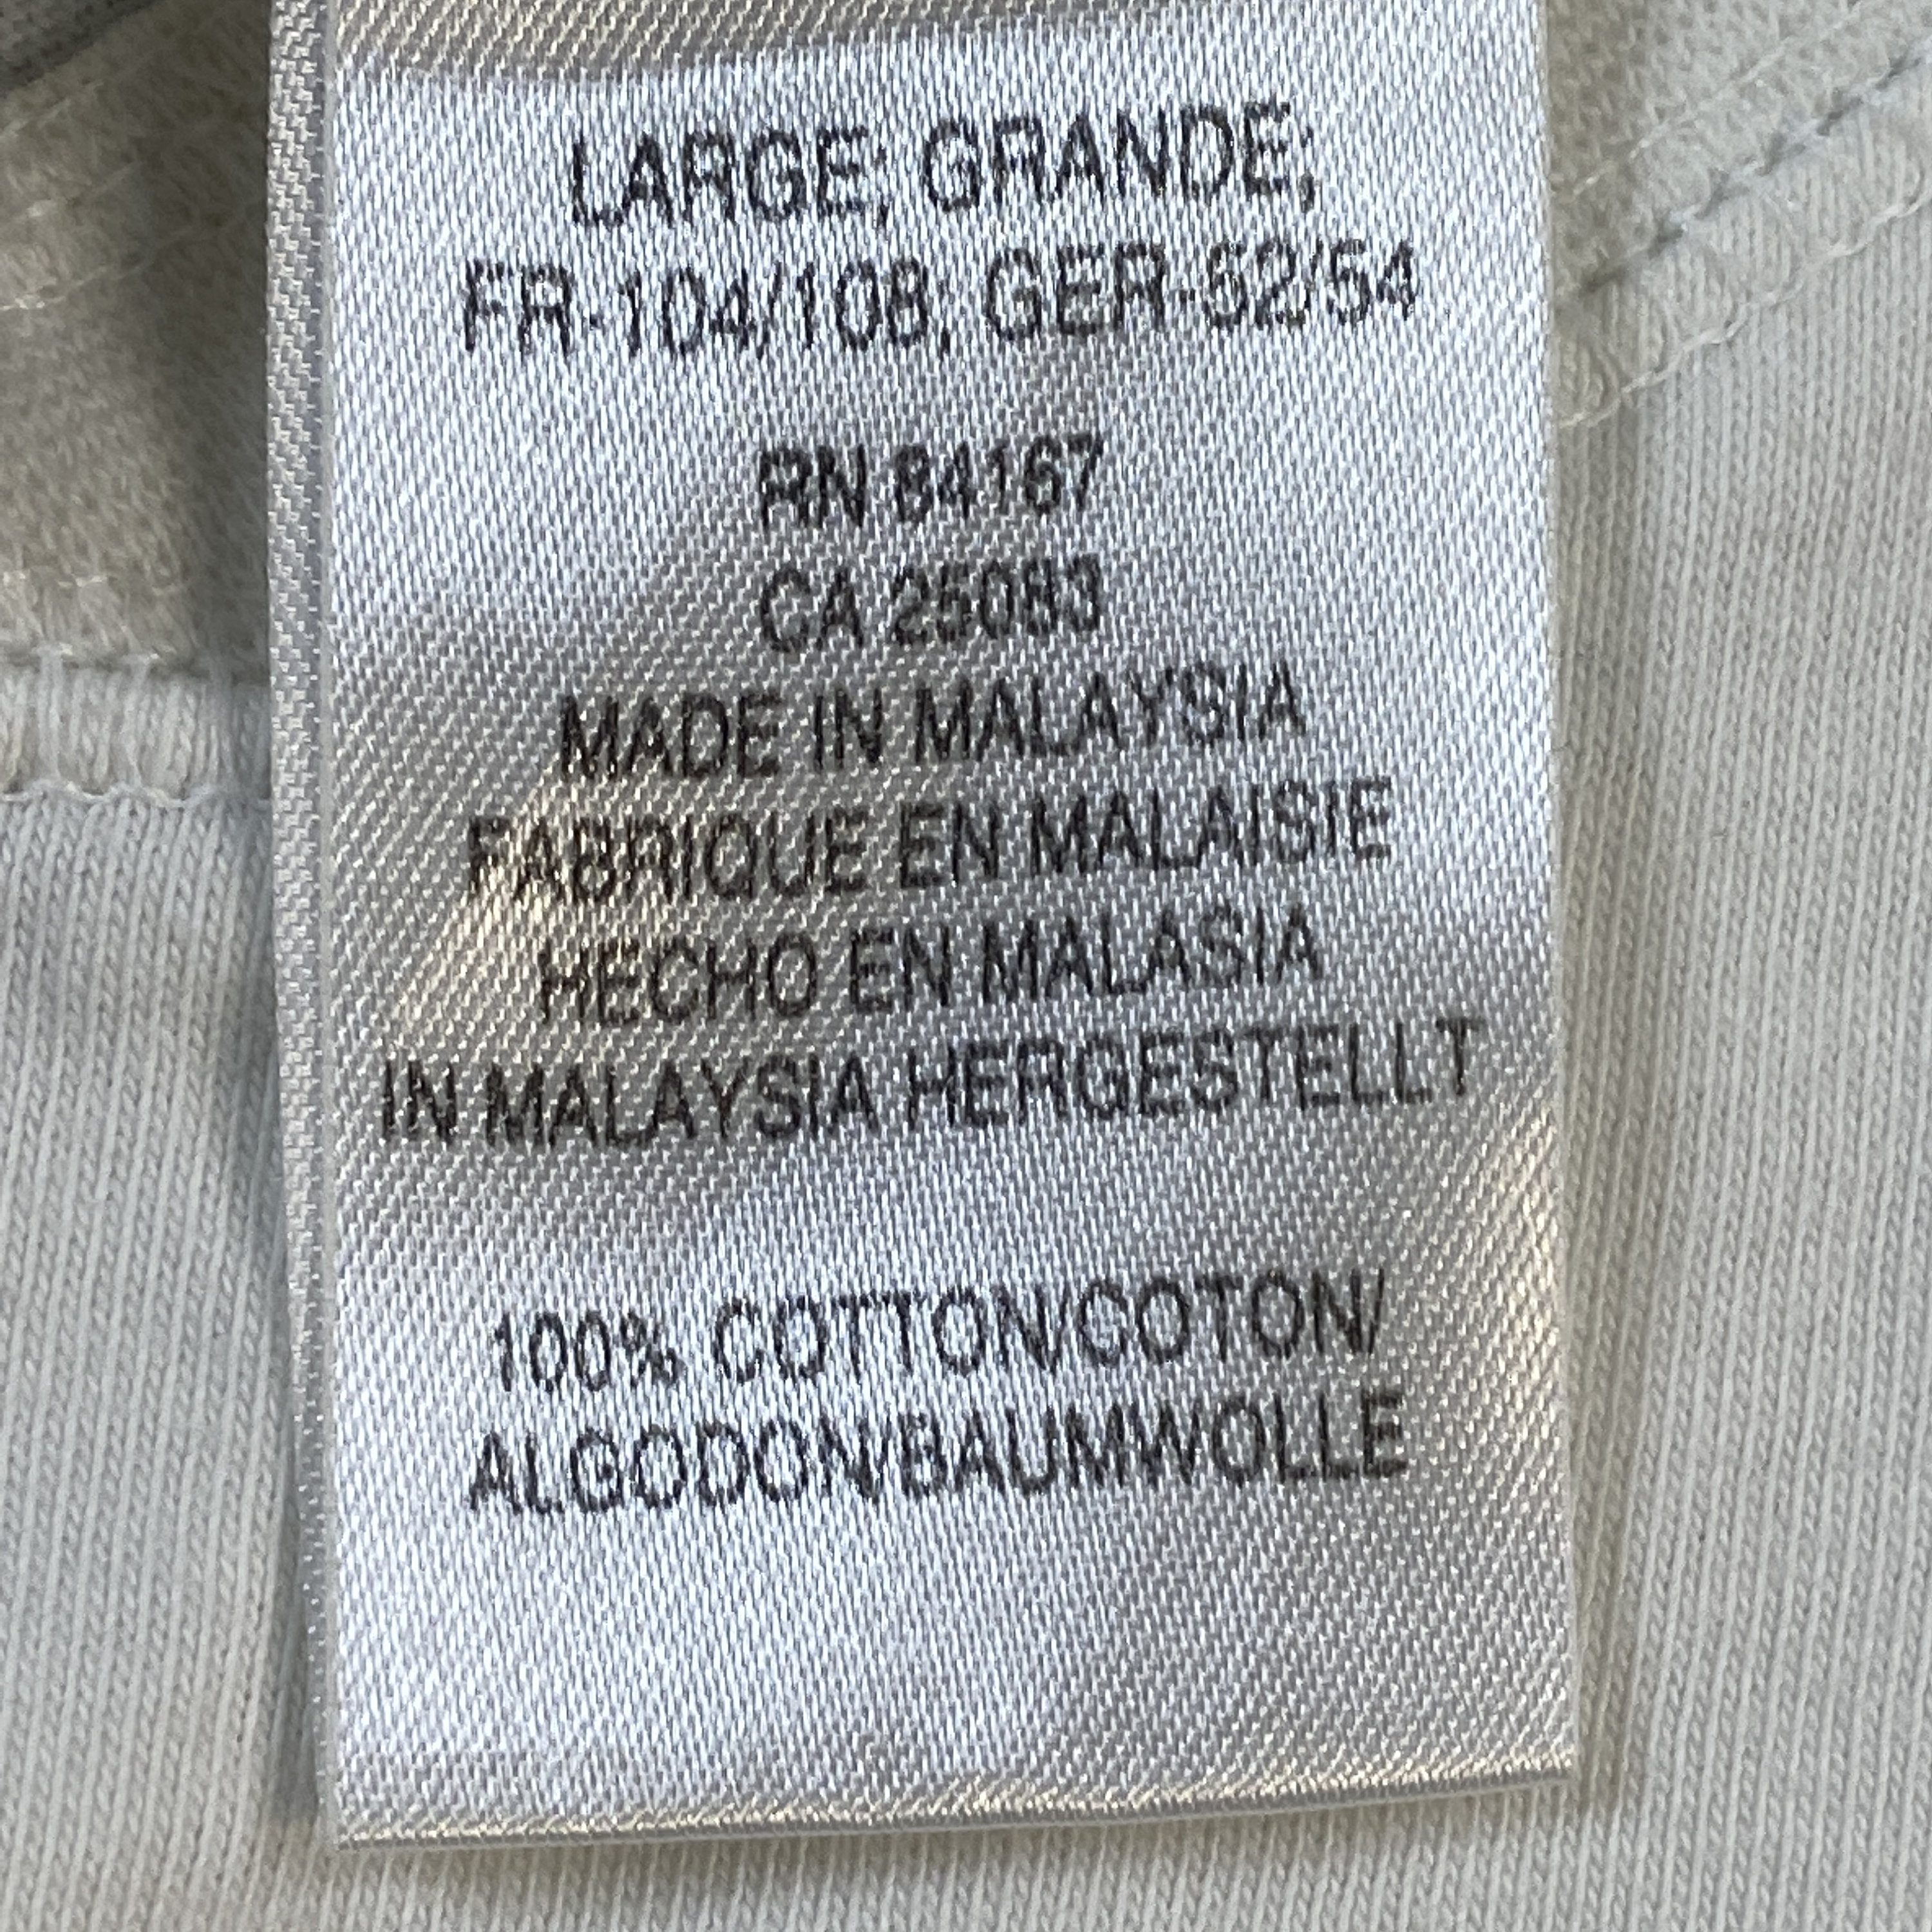 LARGE; GRANDE;
FR-104/108; GER-52/54
RN 84167
CA 25083
MADE IN MALAYSIA
FABRIQUE EN MALAISIE
HECHO EN MALASIA
IN MALAYSIA HERGESTELLT
100% COTTON/COTON/
ALGODON/BAUMWOLLE